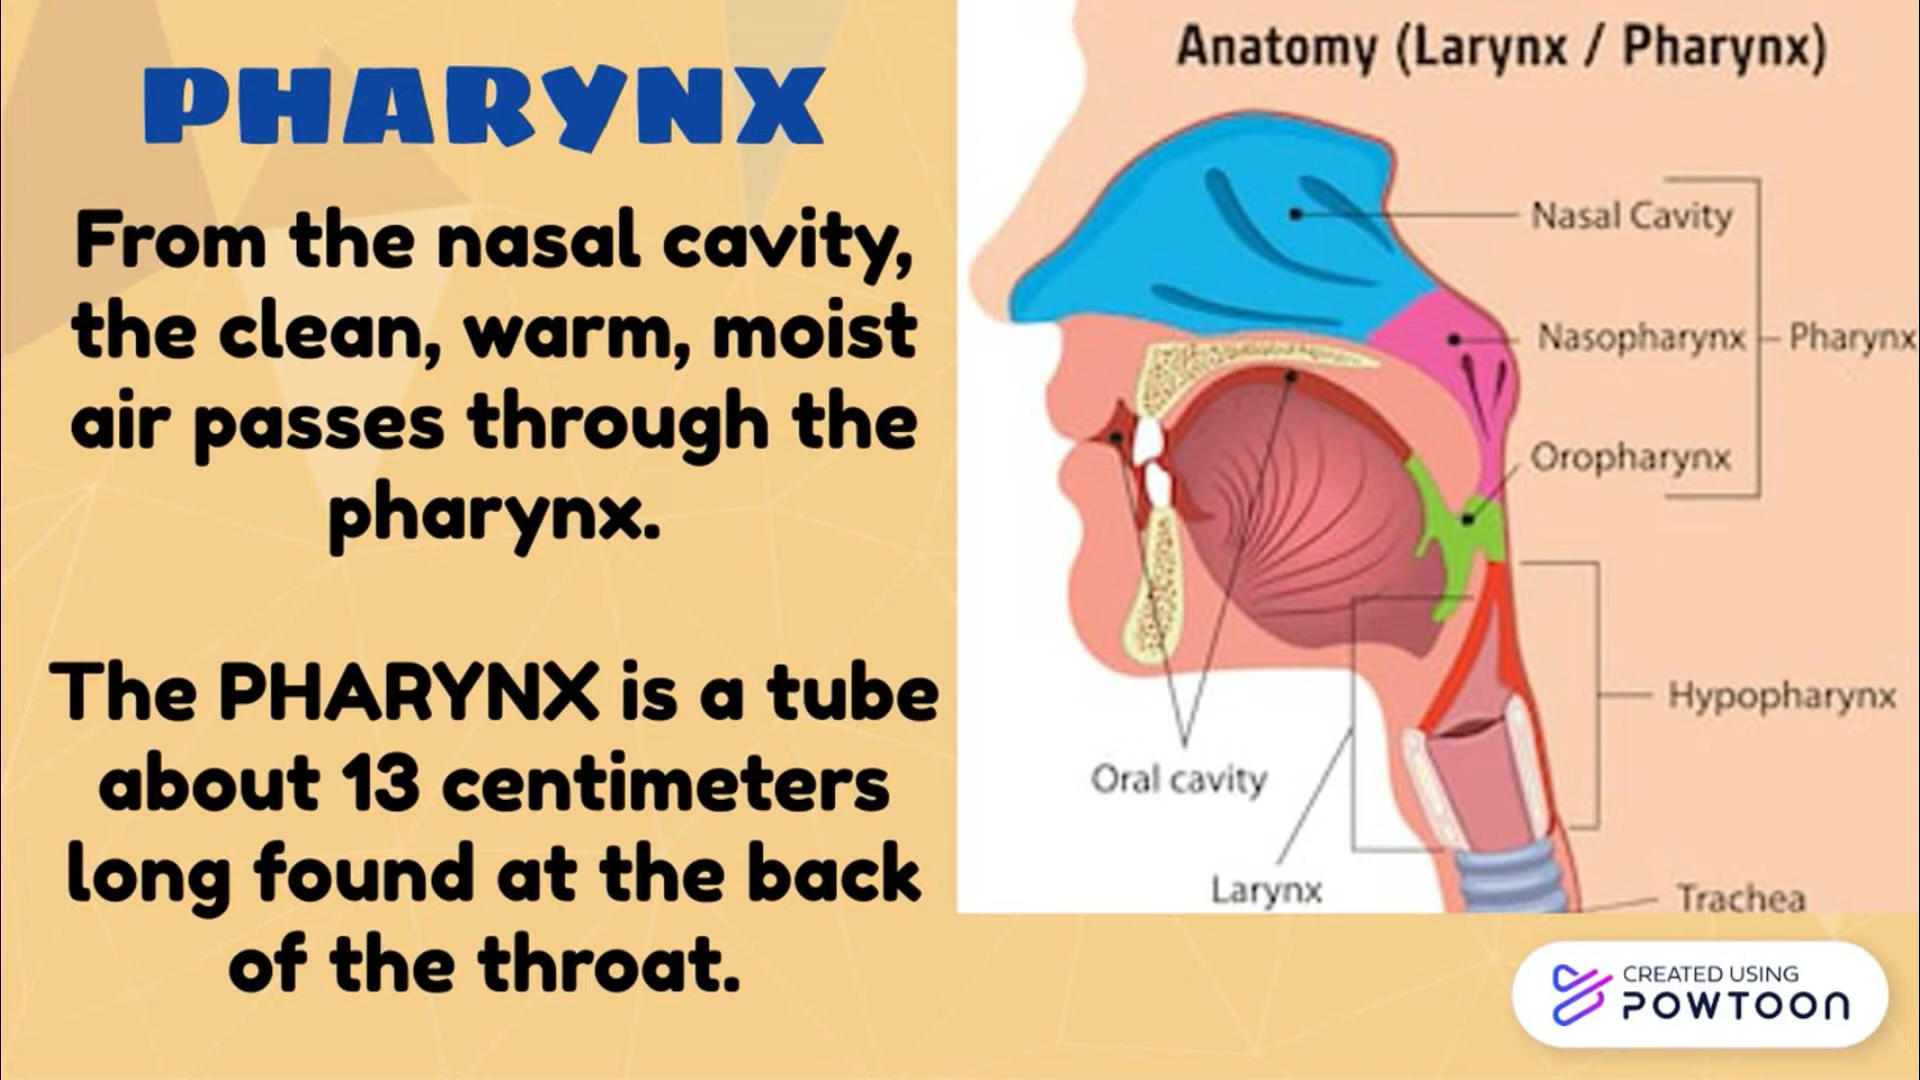 PHARYNX
From the nasal cavity,
the clean, warm, moist
air passes through the
pharynx.
The PHARYNX is a tube
about 13 centimeters
long found at the back
of the throat.
Anatomy (Larynx / Pharynx)
Nasal Cavity
Nasopharynx
Pharynx
Oropharynx
Hypopharynx
Oral cavity
Larynx
Trachea
CREATED USING
POWTOON